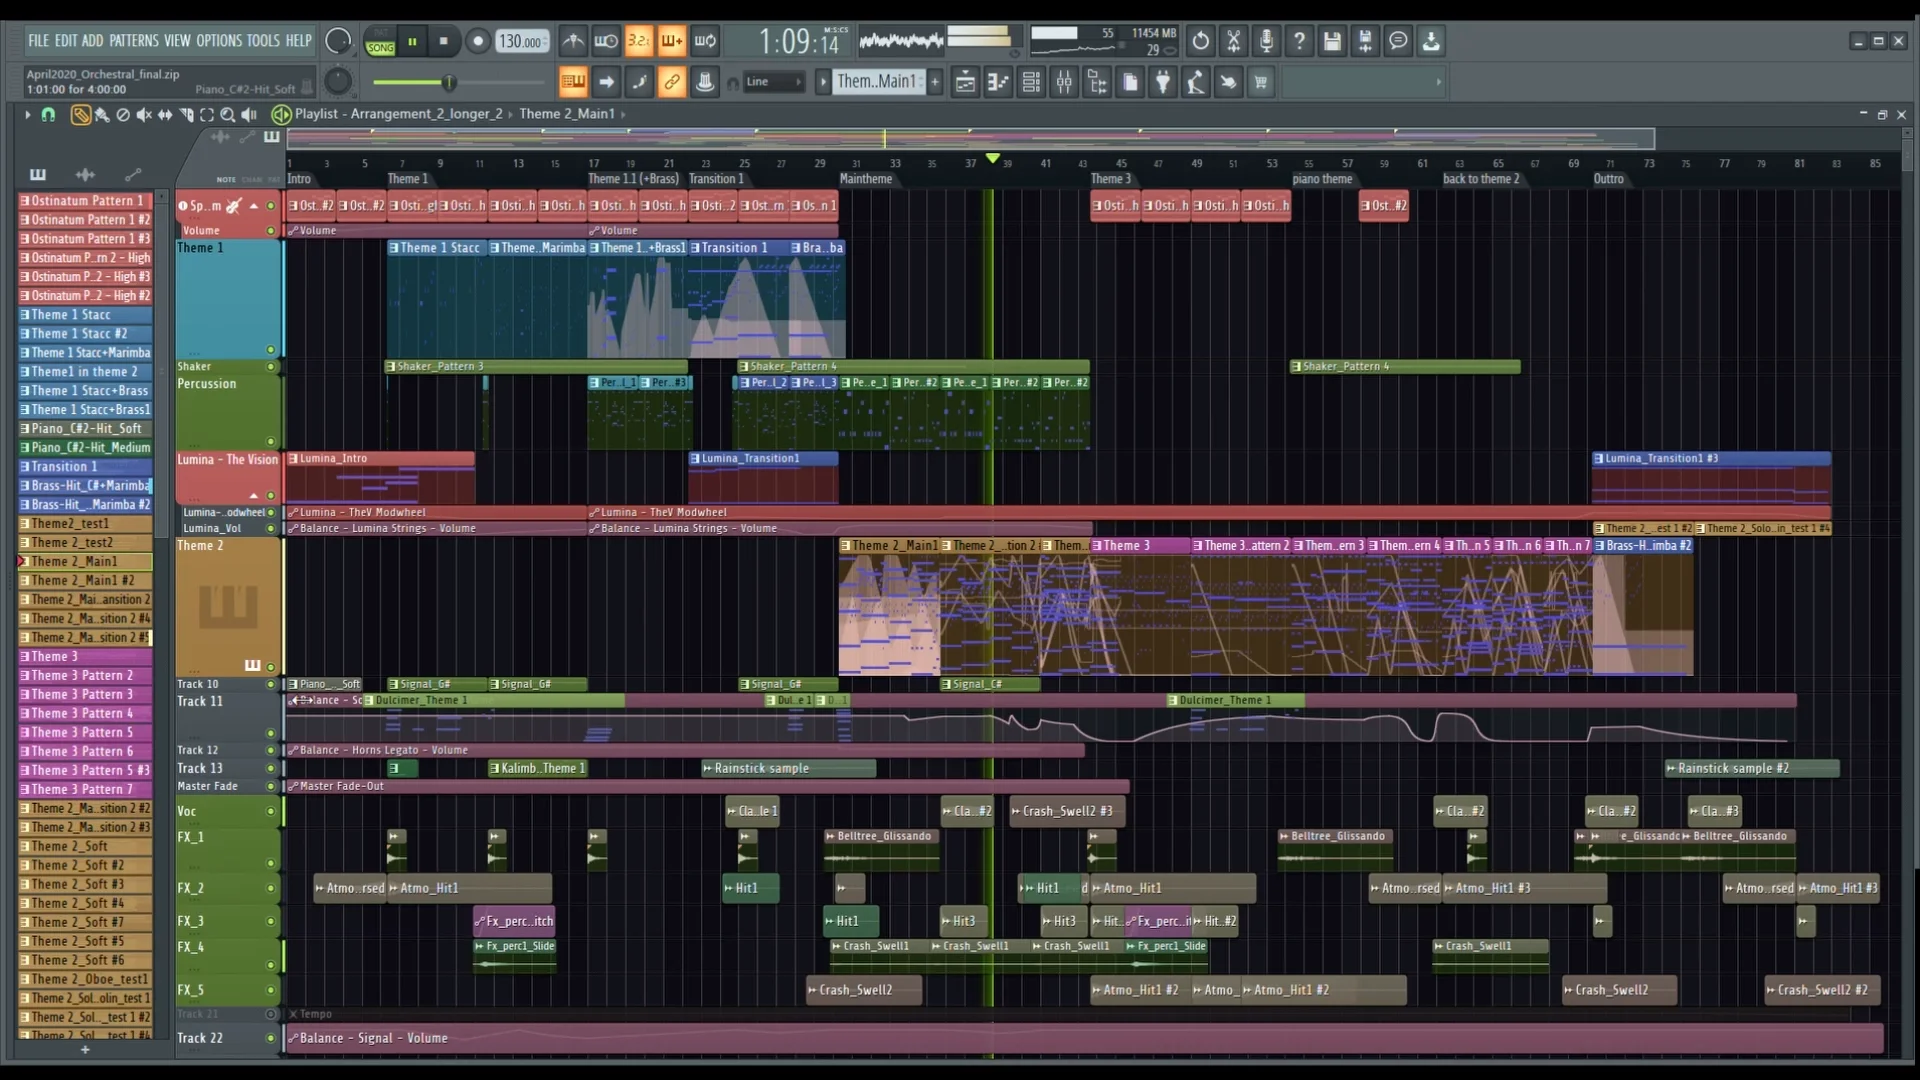 FILE EDIT ADD PATTERNS VIEW OPTIONS TOOLS HELP
PAT
SONG
130.000
3.2.
1:09:14
M:S:CS
55
11454 MB
29
April2020_Orchestral_final.zip
1:01:00 for 4:00:00
Piano_C#2-Hit_Soft
Line
Them..Main1
Playlist - Arrangement_2_longer_2 › Theme 2_Main1 ›
NOTE CHAN PAT
1 3 5 7 9 11 13 15 17 19 21 23 25 27 29 31 33 35 37 39 41 43 45 47 49 51 53 55 57 59 61 63 65 67 69 71 73 75 77 79 81 83 85
Intro Theme 1 Theme 1.1 (+Brass) Transition 1 Maintheme Theme 3 piano theme back to theme 2 Outtro
Ostinatum Pattern 1
Ostinatum Pattern 1 #2
Ostinatum Pattern 1 #3
Ostinatum P..rn 2 - High
Ostinatum P..2 - High #3
Ostinatum P..2 - High #2
Theme 1 Stacc
Theme 1 Stacc #2
Theme 1 Stacc+Marimba
Theme1 in theme 2
Theme 1 Stacc+Brass
Theme 1 Stacc+Brass1
Piano_C#2-Hit_Soft
Piano_C#2-Hit_Medium
Transition 1
Brass-Hit_C#+Marimba
Brass-Hit_..Marimba #2
Theme2_test1
Theme 2_test2
Theme 2_Main1
Theme 2_Main1 #2
Theme 2_Mai..ansition 2
Theme 2_Ma..sition 2 #4
Theme 2_Ma..sition 2 #5
Theme 3
Theme 3 Pattern 2
Theme 3 Pattern 3
Theme 3 Pattern 4
Theme 3 Pattern 5
Theme 3 Pattern 6
Theme 3 Pattern 5 #3
Theme 3 Pattern 7
Theme 2_Ma..sition 2 #2
Theme 2_Ma..sition 2 #3
Theme 2_Soft
Theme 2_Soft #2
Theme 2_Soft #3
Theme 2_Soft #4
Theme 2_Soft #7
Theme 2_Soft #5
Theme 2_Soft #6
Theme 2_Oboe_test1
Theme 2_Sol..olin_test 1
Theme 2_Sol.._test 1 #2
Theme 2_Sol.._test 1 #4
Sp..m Ost..#2 Ost..#2 Osti..h Osti..h Osti..h Osti..h Osti..h Osti..2 Ost..rn Os..n 1 Osti..h Osti..h Osti..h Osti..h Ost..#2
Volume Volume Volume
Theme 1 Theme 1 Stacc Theme..Marimba Theme 1..+Brass1 Transition 1 Bra..ba
Shaker Shaker_Pattern 3 Shaker_Pattern 4 Shaker_Pattern 4
Percussion Per..l_1 Per..#3 Per..l_2 Per..l_3 Pe..e_1 Per..#2 Pe..e_1 Per..#2 Per..#2
Lumina - The Vision Lumina_Intro Lumina_Transition1 Lumina_Transition1 #3
Lumina-..odwheel Lumina - TheV Modwheel Lumina - TheV Modwheel
Lumina_Vol Balance - Lumina Strings - Volume Balance - Lumina Strings - Volume Theme 2_..est 1 #2 Theme 2_Solo..in_test 1 #4
Theme 2 Theme 2_Main1 Theme 2_..tion 2 Them.. Theme 3 Theme 3..attern 2 Them..ern 3 Them..ern 4 Th..n 5 Th..n 6 Th..n 7 Brass-H..imba #2
Track 10 Piano_.._Soft Signal_G# Signal_G# Signal_G# Signal_C#
Track 11 Dulcimer_Theme 1 Dul..e 1 D..1 Dulcimer_Theme 1
Track 12 Balance - Horns Legato - Volume
Track 13 Kalimb..Theme 1 Rainstick sample Rainstick sample #2
Master Fade Master Fade-Out
Voc Cla..le 1 Cla..#2 Crash_Swell2 #3 Cla..#2 Cla..#2 Cla..#3
FX_1 Belltree_Glissando Belltree_Glissando e_Glissando Belltree_Glissando
FX_2 Atmo..rsed Atmo_Hit1 Hit1 Hit1 d Atmo_Hit1 Atmo..rsed Atmo_Hit1 #3 Atmo..rsed Atmo_Hit1 #3
FX_3 Fx_perc..itch Hit1 Hit3 Hit3 Hit.. Fx_perc..it Hit..#2
FX_4 Fx_perc1_Slide Crash_Swell1 Crash_Swell1 Crash_Swell1 Fx_perc1_Slide Crash_Swell1
FX_5 Crash_Swell2 Atmo_Hit1 #2 Atmo_ Atmo_Hit1 #2 Crash_Swell2 Crash_Swell2 #2
Track 21 Tempo
Track 22 Balance - Signal - Volume